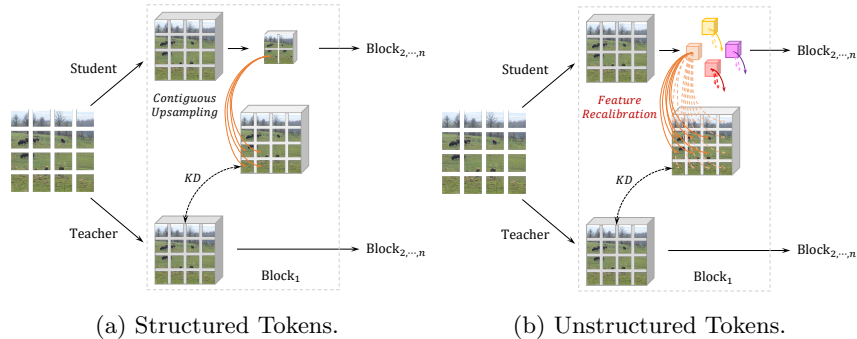 Student
Contiguous
Upsampling
KD
Teacher
Block₂,⋯,ₙ
Block₂,⋯,ₙ
Block₁
(a) Structured Tokens.
Student
Feature
Recalibration
KD
Teacher
Block₂,⋯,ₙ
Block₂,⋯,ₙ
Block₁
(b) Unstructured Tokens.